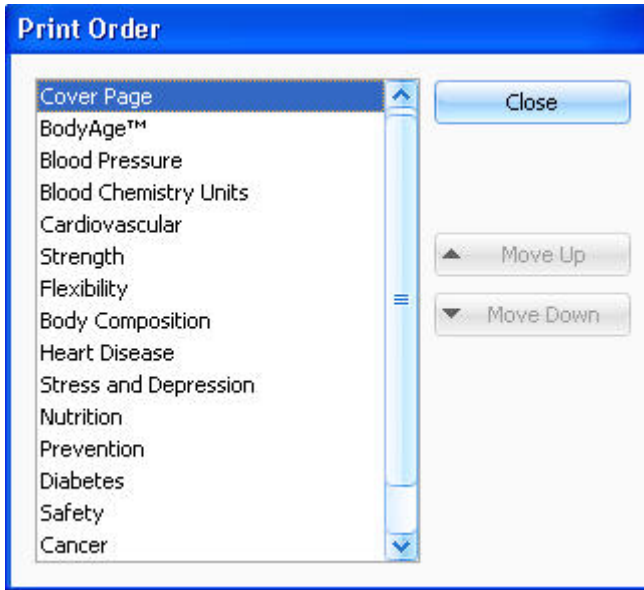 Print Order
Cover Page
BodyAge™
Blood Pressure
Blood Chemistry Units
Cardiovascular
Strength
Flexibility
Body Composition
Heart Disease
Stress and Depression
Nutrition
Prevention
Diabetes
Safety
Cancer
Close
Move Up
Move Down